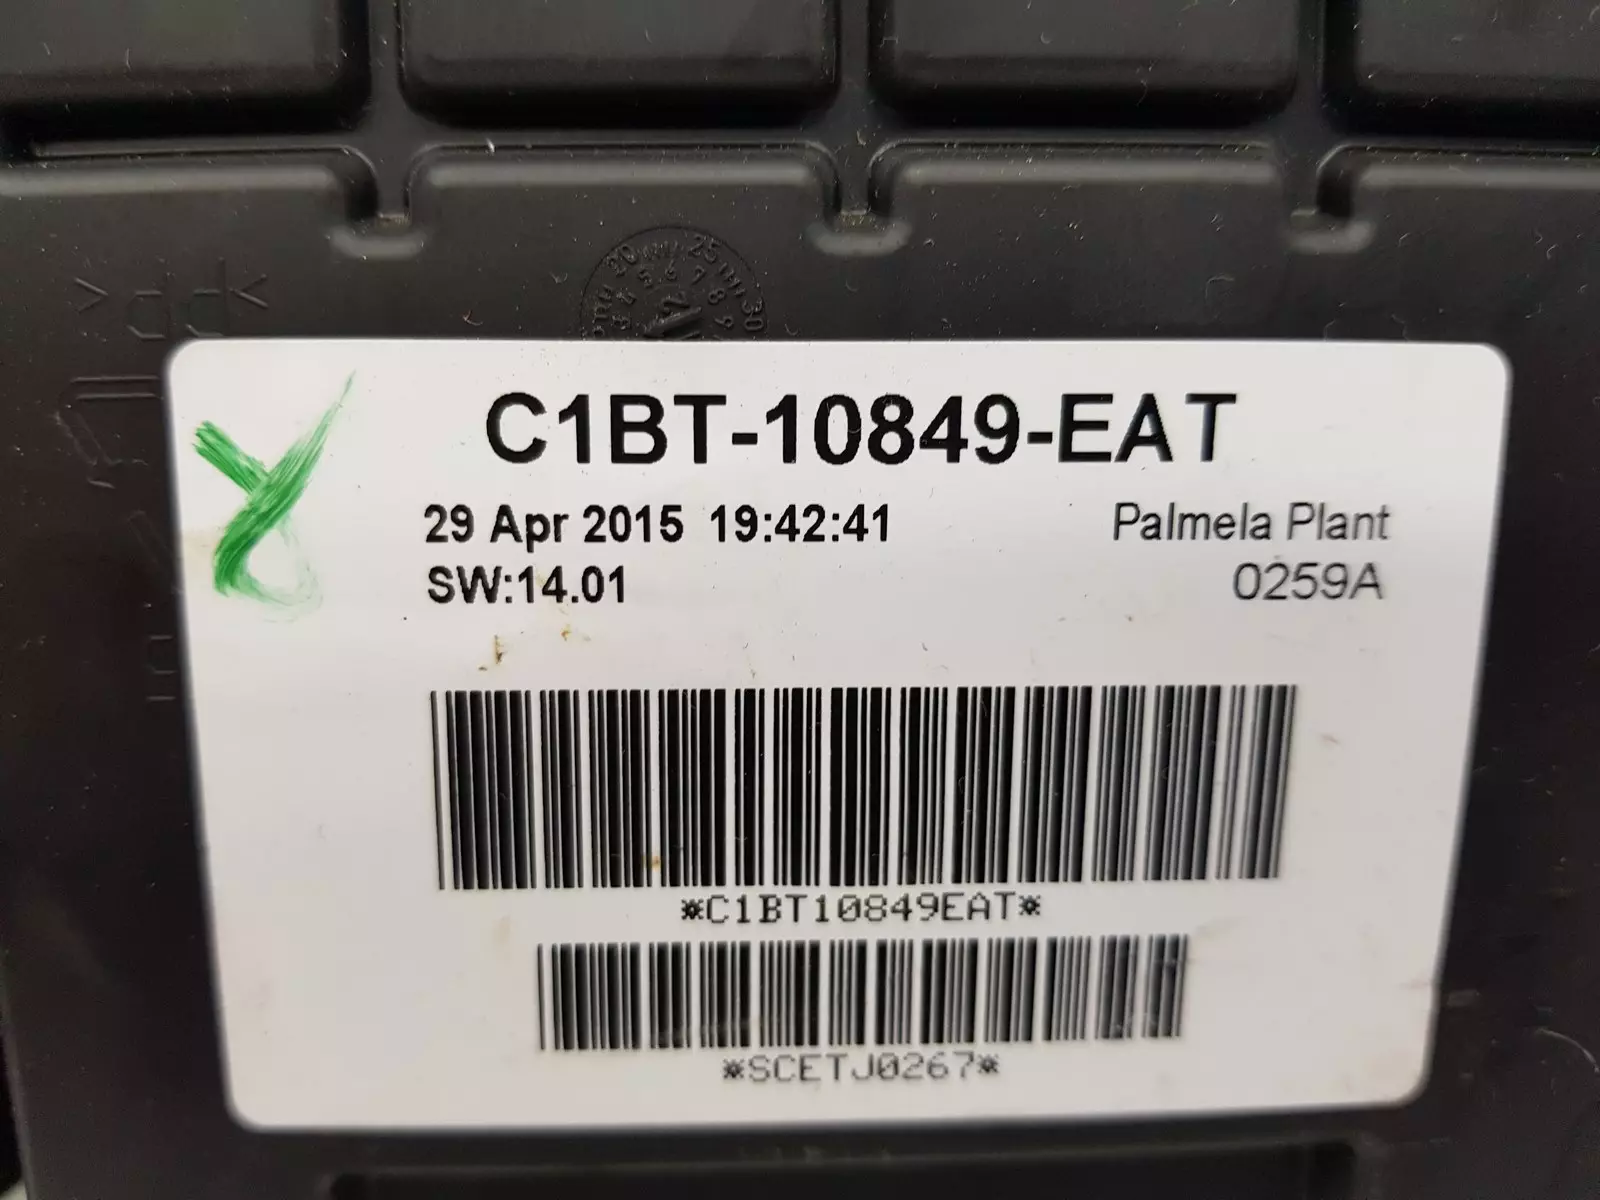 C1BT-10849-EAT
29 Apr 2015 19:42:41 Palmela Plant
SW:14.01 0259A
*C1BT10849EAT*
*SCETJ0267*